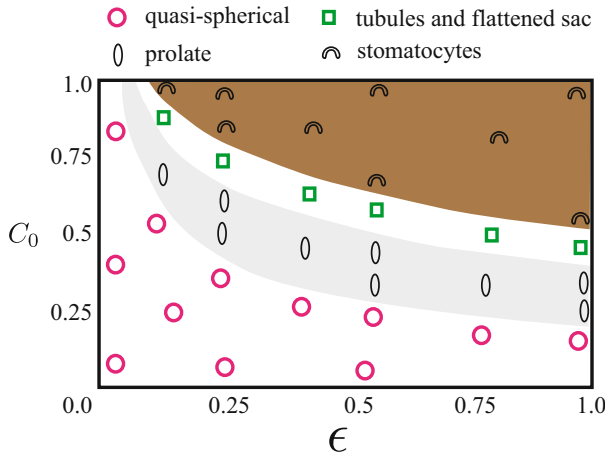 quasi-spherical tubules and flattened sac
prolate stomatocytes
1.0
0.75
C₀ 0.5
0.25
0.0 0.25 0.5 0.75 1.0
ϵ